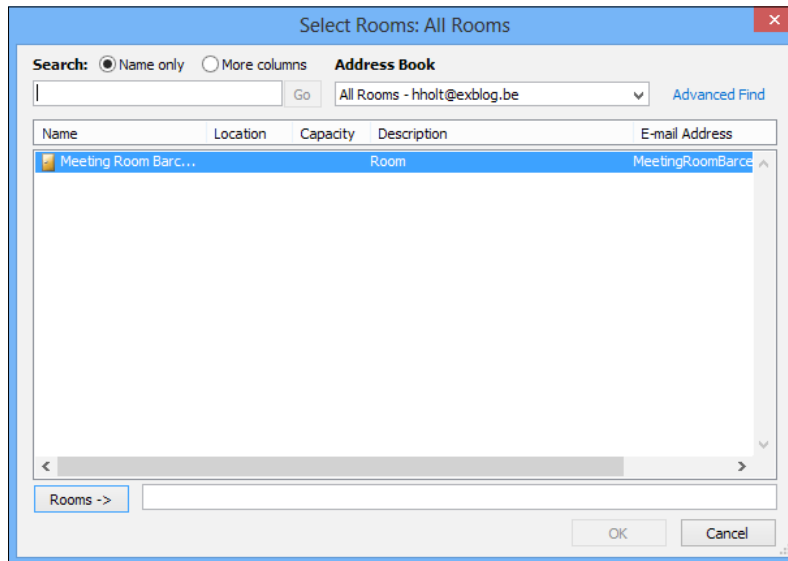 Select Rooms: All Rooms
Search: Name only More columns Address Book
Go All Rooms - hholt@exblog.be Advanced Find
Name Location Capacity Description E-mail Address
Meeting Room Barc... Room MeetingRoomBarce
Rooms ->
OK Cancel